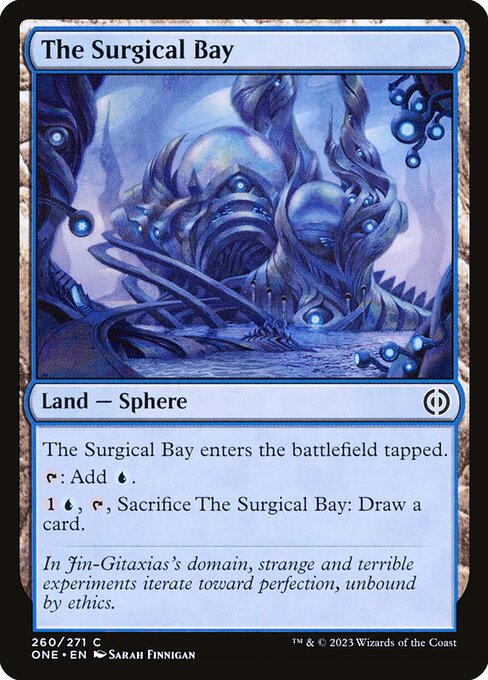 The Surgical Bay
Land — Sphere
The Surgical Bay enters the battlefield tapped.
: Add .
1 , , Sacrifice The Surgical Bay: Draw a
card.
In Jin-Gitaxias's domain, strange and terrible
experiments iterate toward perfection, unbound
by ethics.
260/271 C
ONE • EN Sarah Finnigan
™ & © 2023 Wizards of the Coast